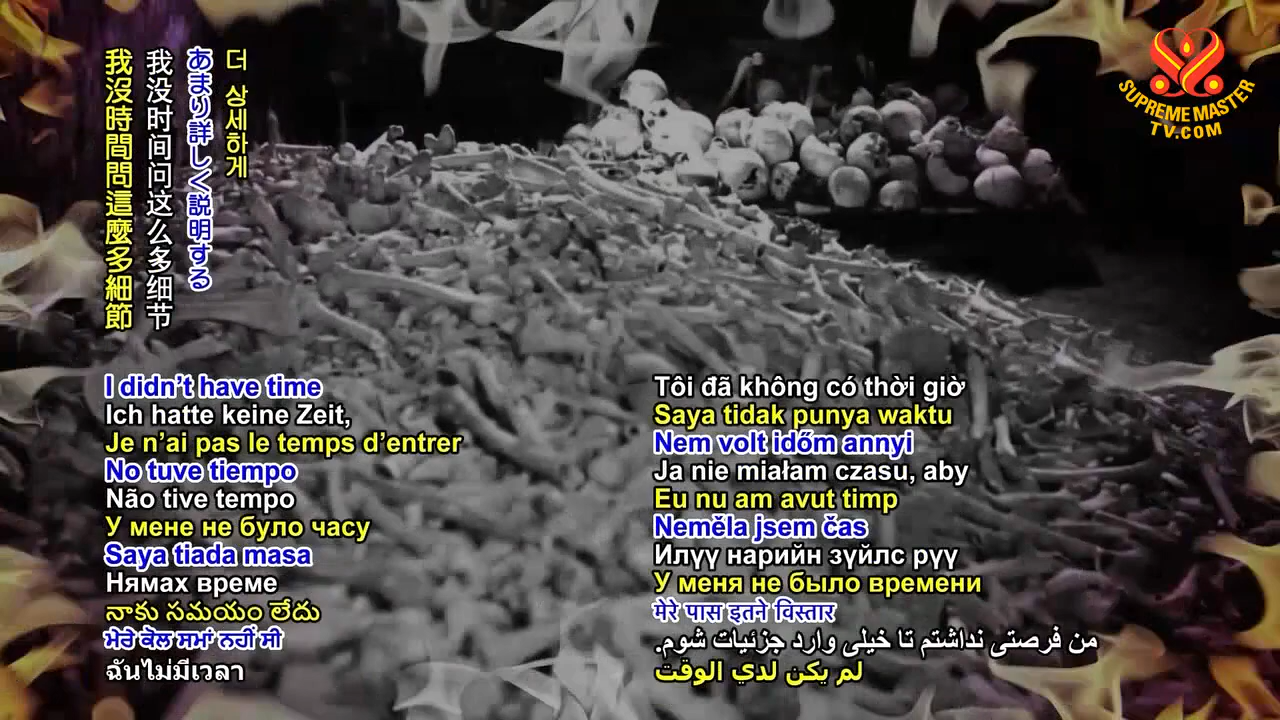 我沒時間問這麼多細節
我没时间问这么多细节
あまり詳しく説明する
더 상세하게
SUPREME MASTER
TV.COM
I didn't have time
Ich hatte keine Zeit,
Je n'ai pas le temps d'entrer
No tuve tiempo
Não tive tempo
У мене не було часу
Saya tiada masa
Нямах време
నాకు సమయం లేదు
ਮੇਰੇ ਕੋਲ ਸਮਾਂ ਨਹੀਂ ਸੀ
ฉันไม่มีเวลา
Tôi đã không có thời giờ
Saya tidak punya waktu
Nem volt időm annyi
Ja nie miałam czasu, aby
Eu nu am avut timp
Neměla jsem čas
Илүү нарийн зүйлс рүү
У меня не было времени
मेरे पास इतने विस्तार
من فرصتی نداشتم تا خیلی وارد جزئیات شوم.
لم يكن لدي الوقت